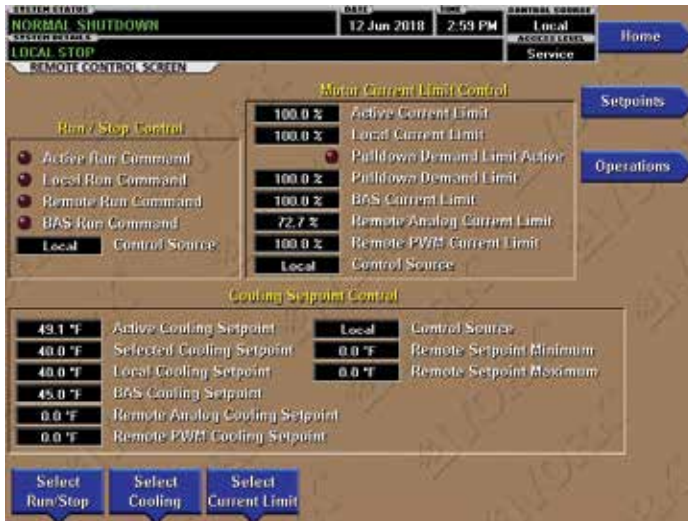 SYSTEM STATUS
NORMAL SHUTDOWN
SYSTEM DETAILS
LOCAL STOP
DATE
12 Jun 2018
TIME
2:59 PM
CONTROL SOURCE
Local
ACCESS LEVEL
Service
Home
REMOTE CONTROL SCREEN
Setpoints
Operations
Run / Stop Control
Active Run Command
Local Run Command
Remote Run Command
BAS Run Command
Local Control Source
Motor Current Limit Control
100.0 % Active Current Limit
100.0 % Local Current Limit
Pulldown Demand Limit Active
100.0 % Pulldown Demand Limit
100.0 % BAS Current Limit
72.7 % Remote Analog Current Limit
100.0 % Remote PWM Current Limit
Local Control Source
Cooling Setpoint Control
49.1 °F Active Cooling Setpoint
40.0 °F Selected Cooling Setpoint
40.0 °F Local Cooling Setpoint
45.0 °F BAS Cooling Setpoint
0.0 °F Remote Analog Cooling Setpoint
0.0 °F Remote PWM Cooling Setpoint
Local Control Source
0.0 °F Remote Setpoint Minimum
0.0 °F Remote Setpoint Maximum
Select Run/Stop
Select Cooling
Select Current Limit
YORK